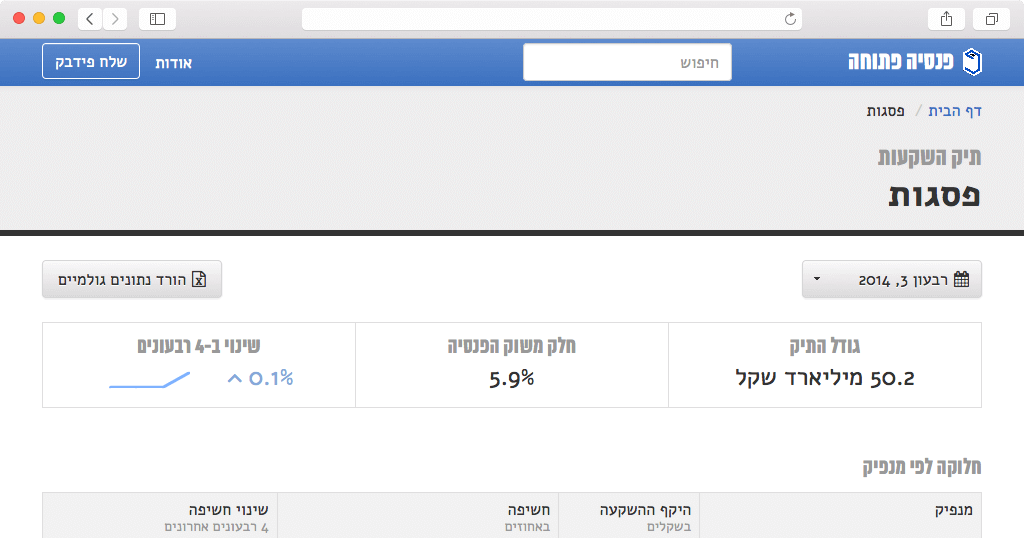 פנסיה פתוחה
חיפוש
אודות
שלח פידבק
דף הבית / פסגות
תיק השקעות
פסגות
רבעון 3, 2014
הורד נתונים גולמיים
גודל התיק
50.2 מיליארד שקל
חלק משוק הפנסיה
5.9%
שינוי ב-4 רבעונים
0.1%
חלוקה לפי מנפיק
מנפיק
היקף ההשקעה
בשקלים
חשיפה
באחוזים
שינוי חשיפה
4 רבעונים אחרונים